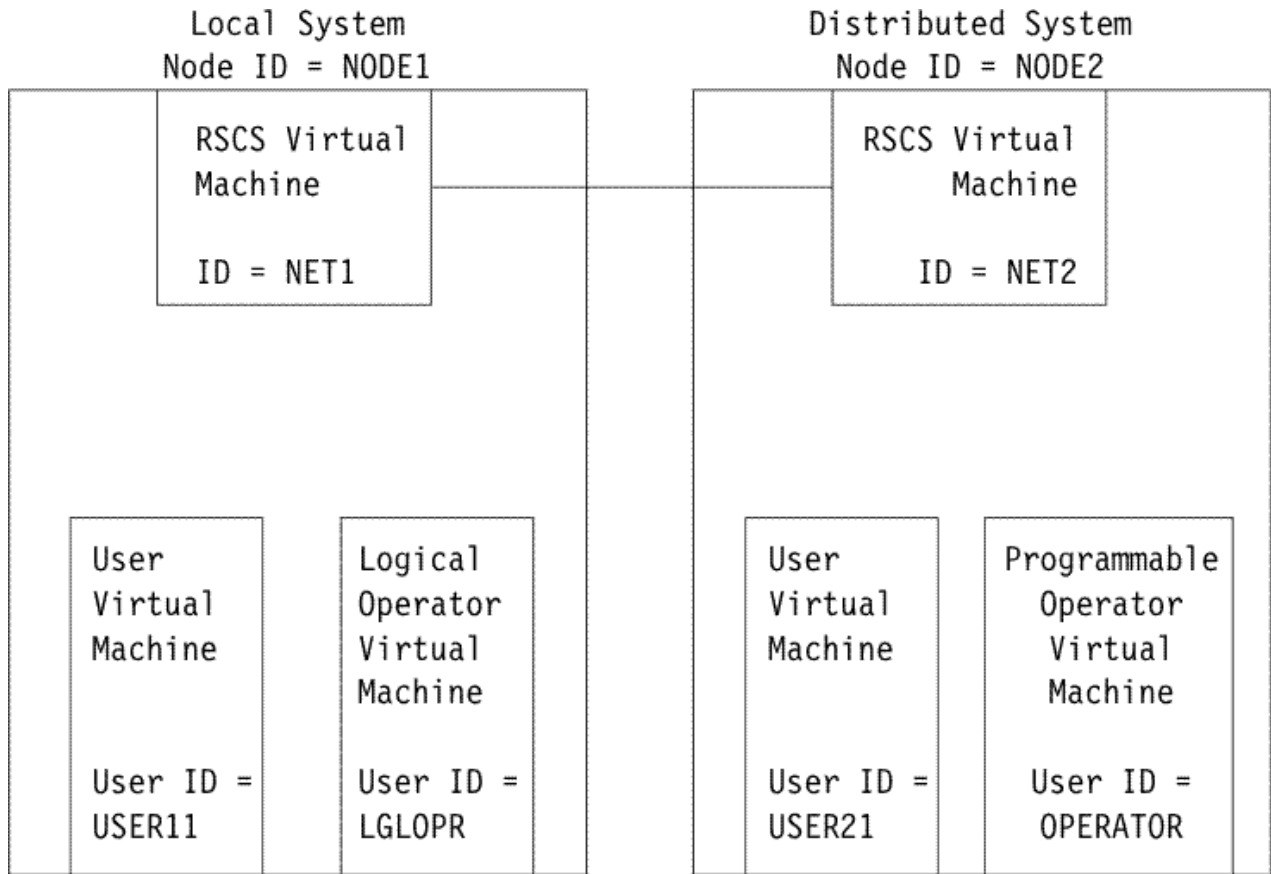 Local System
Node ID = NODE1
RSCS Virtual
Machine
ID = NET1
User
Virtual
Machine
User ID =
USER11
Logical
Operator
Virtual
Machine
User ID =
LGLOPR
Distributed System
Node ID = NODE2
RSCS Virtual
Machine
ID = NET2
User
Virtual
Machine
User ID =
USER21
Programmable
Operator
Virtual
Machine
User ID =
OPERATOR